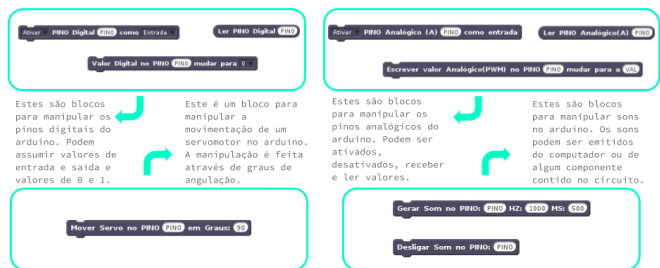 Ativar PINO Digital PINO como Entrada
Ler PINO Digital PINO
Valor Digital no PINO PINO mudar para 0
Ativar PINO Analógico (A) PINO como entrada
Ler PINO Analógico(A) PINO
Escrever valor Analógico(PWM) no PINO PINO mudar para a VAL
Estes são blocos
para manipular os
pinos digitais do
arduino. Podem
assumir valores de
entrada e saída e
valores de 0 e 1.
Este é um bloco para
manipular a
movimentação de um
servomotor no arduíno.
A manipulação é feita
através de graus de
angulação.
Estes são blocos
para manipular os
pinos analógicos do
arduíno. Podem ser
ativados,
desativados, receber
e ler valores.
Estes são blocos
para manipular sons
no arduíno. Os sons
podem ser emitidos
do computador ou de
algum componente
contido no circuito.
Mover Servo no PINO PINO em Graus: 90
Gerar Som no PINO: PINO HZ: 1000 MS: 500
Desligar Som no PINO: PINO